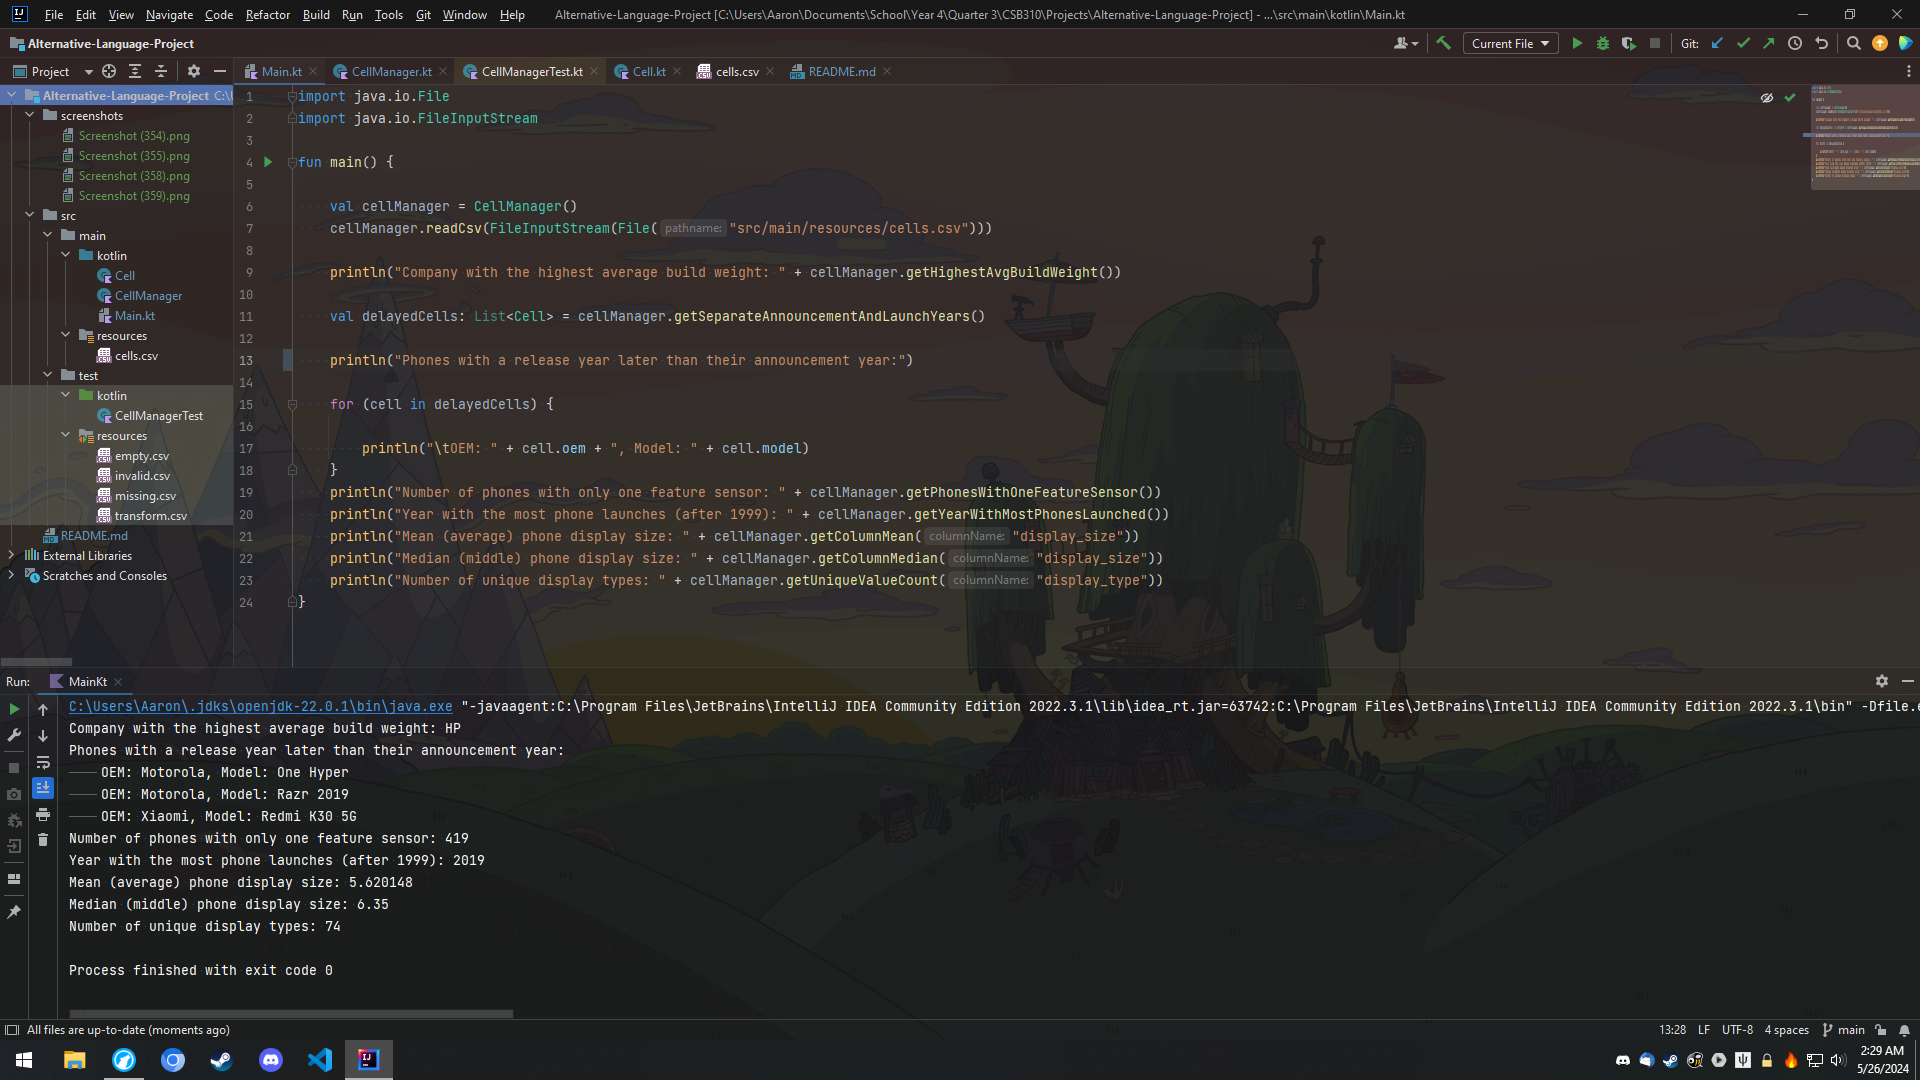 File Edit View Navigate Code Refactor Build Run Tools Git Window Help Alternative-Language-Project [C:\Users\Aaron\Documents\School\Year 4\Quarter 3\CSB310\Projects\Alternative-Language-Project] - ...\src\main\kotlin\Main.kt
Alternative-Language-Project
Current File
Git:
Project
Main.kt CellManager.kt CellManagerTest.kt Cell.kt cells.csv README.md
Alternative-Language-Project C:\
screenshots
Screenshot (354).png
Screenshot (355).png
Screenshot (358).png
Screenshot (359).png
src
main
kotlin
Cell
CellManager
Main.kt
resources
cells.csv
test
kotlin
CellManagerTest
resources
empty.csv
invalid.csv
missing.csv
transform.csv
README.md
External Libraries
Scratches and Consoles
1 import java.io.File
2 import java.io.FileInputStream
3
4 fun main() {
5
6 val cellManager = CellManager()
7 cellManager.readCsv(FileInputStream(File( pathname: "src/main/resources/cells.csv")))
8
9 println("Company with the highest average build weight: " + cellManager.getHighestAvgBuildWeight())
10
11 val delayedCells: List<Cell> = cellManager.getSeparateAnnouncementAndLaunchYears()
12
13 println("Phones with a release year later than their announcement year:")
14
15 for (cell in delayedCells) {
16
17 println("\tOEM: " + cell.oem + ", Model: " + cell.model)
18 }
19 println("Number of phones with only one feature sensor: " + cellManager.getPhonesWithOneFeatureSensor())
20 println("Year with the most phone launches (after 1999): " + cellManager.getYearWithMostPhonesLaunched())
21 println("Mean (average) phone display size: " + cellManager.getColumnMean( columnName: "display_size"))
22 println("Median (middle) phone display size: " + cellManager.getColumnMedian( columnName: "display_size"))
23 println("Number of unique display types: " + cellManager.getUniqueValueCount( columnName: "display_type"))
24 }
Run: MainKt
C:\Users\Aaron\.jdks\openjdk-22.0.1\bin\java.exe "-javaagent:C:\Program Files\JetBrains\IntelliJ IDEA Community Edition 2022.3.1\lib\idea_rt.jar=63742:C:\Program Files\JetBrains\IntelliJ IDEA Community Edition 2022.3.1\bin" -Dfile.e
Company with the highest average build weight: HP
Phones with a release year later than their announcement year:
OEM: Motorola, Model: One Hyper
OEM: Motorola, Model: Razr 2019
OEM: Xiaomi, Model: Redmi K30 5G
Number of phones with only one feature sensor: 419
Year with the most phone launches (after 1999): 2019
Mean (average) phone display size: 5.620148
Median (middle) phone display size: 6.35
Number of unique display types: 74
Process finished with exit code 0
All files are up-to-date (moments ago)
13:28 LF UTF-8 4 spaces main
2:29 AM
5/26/2024